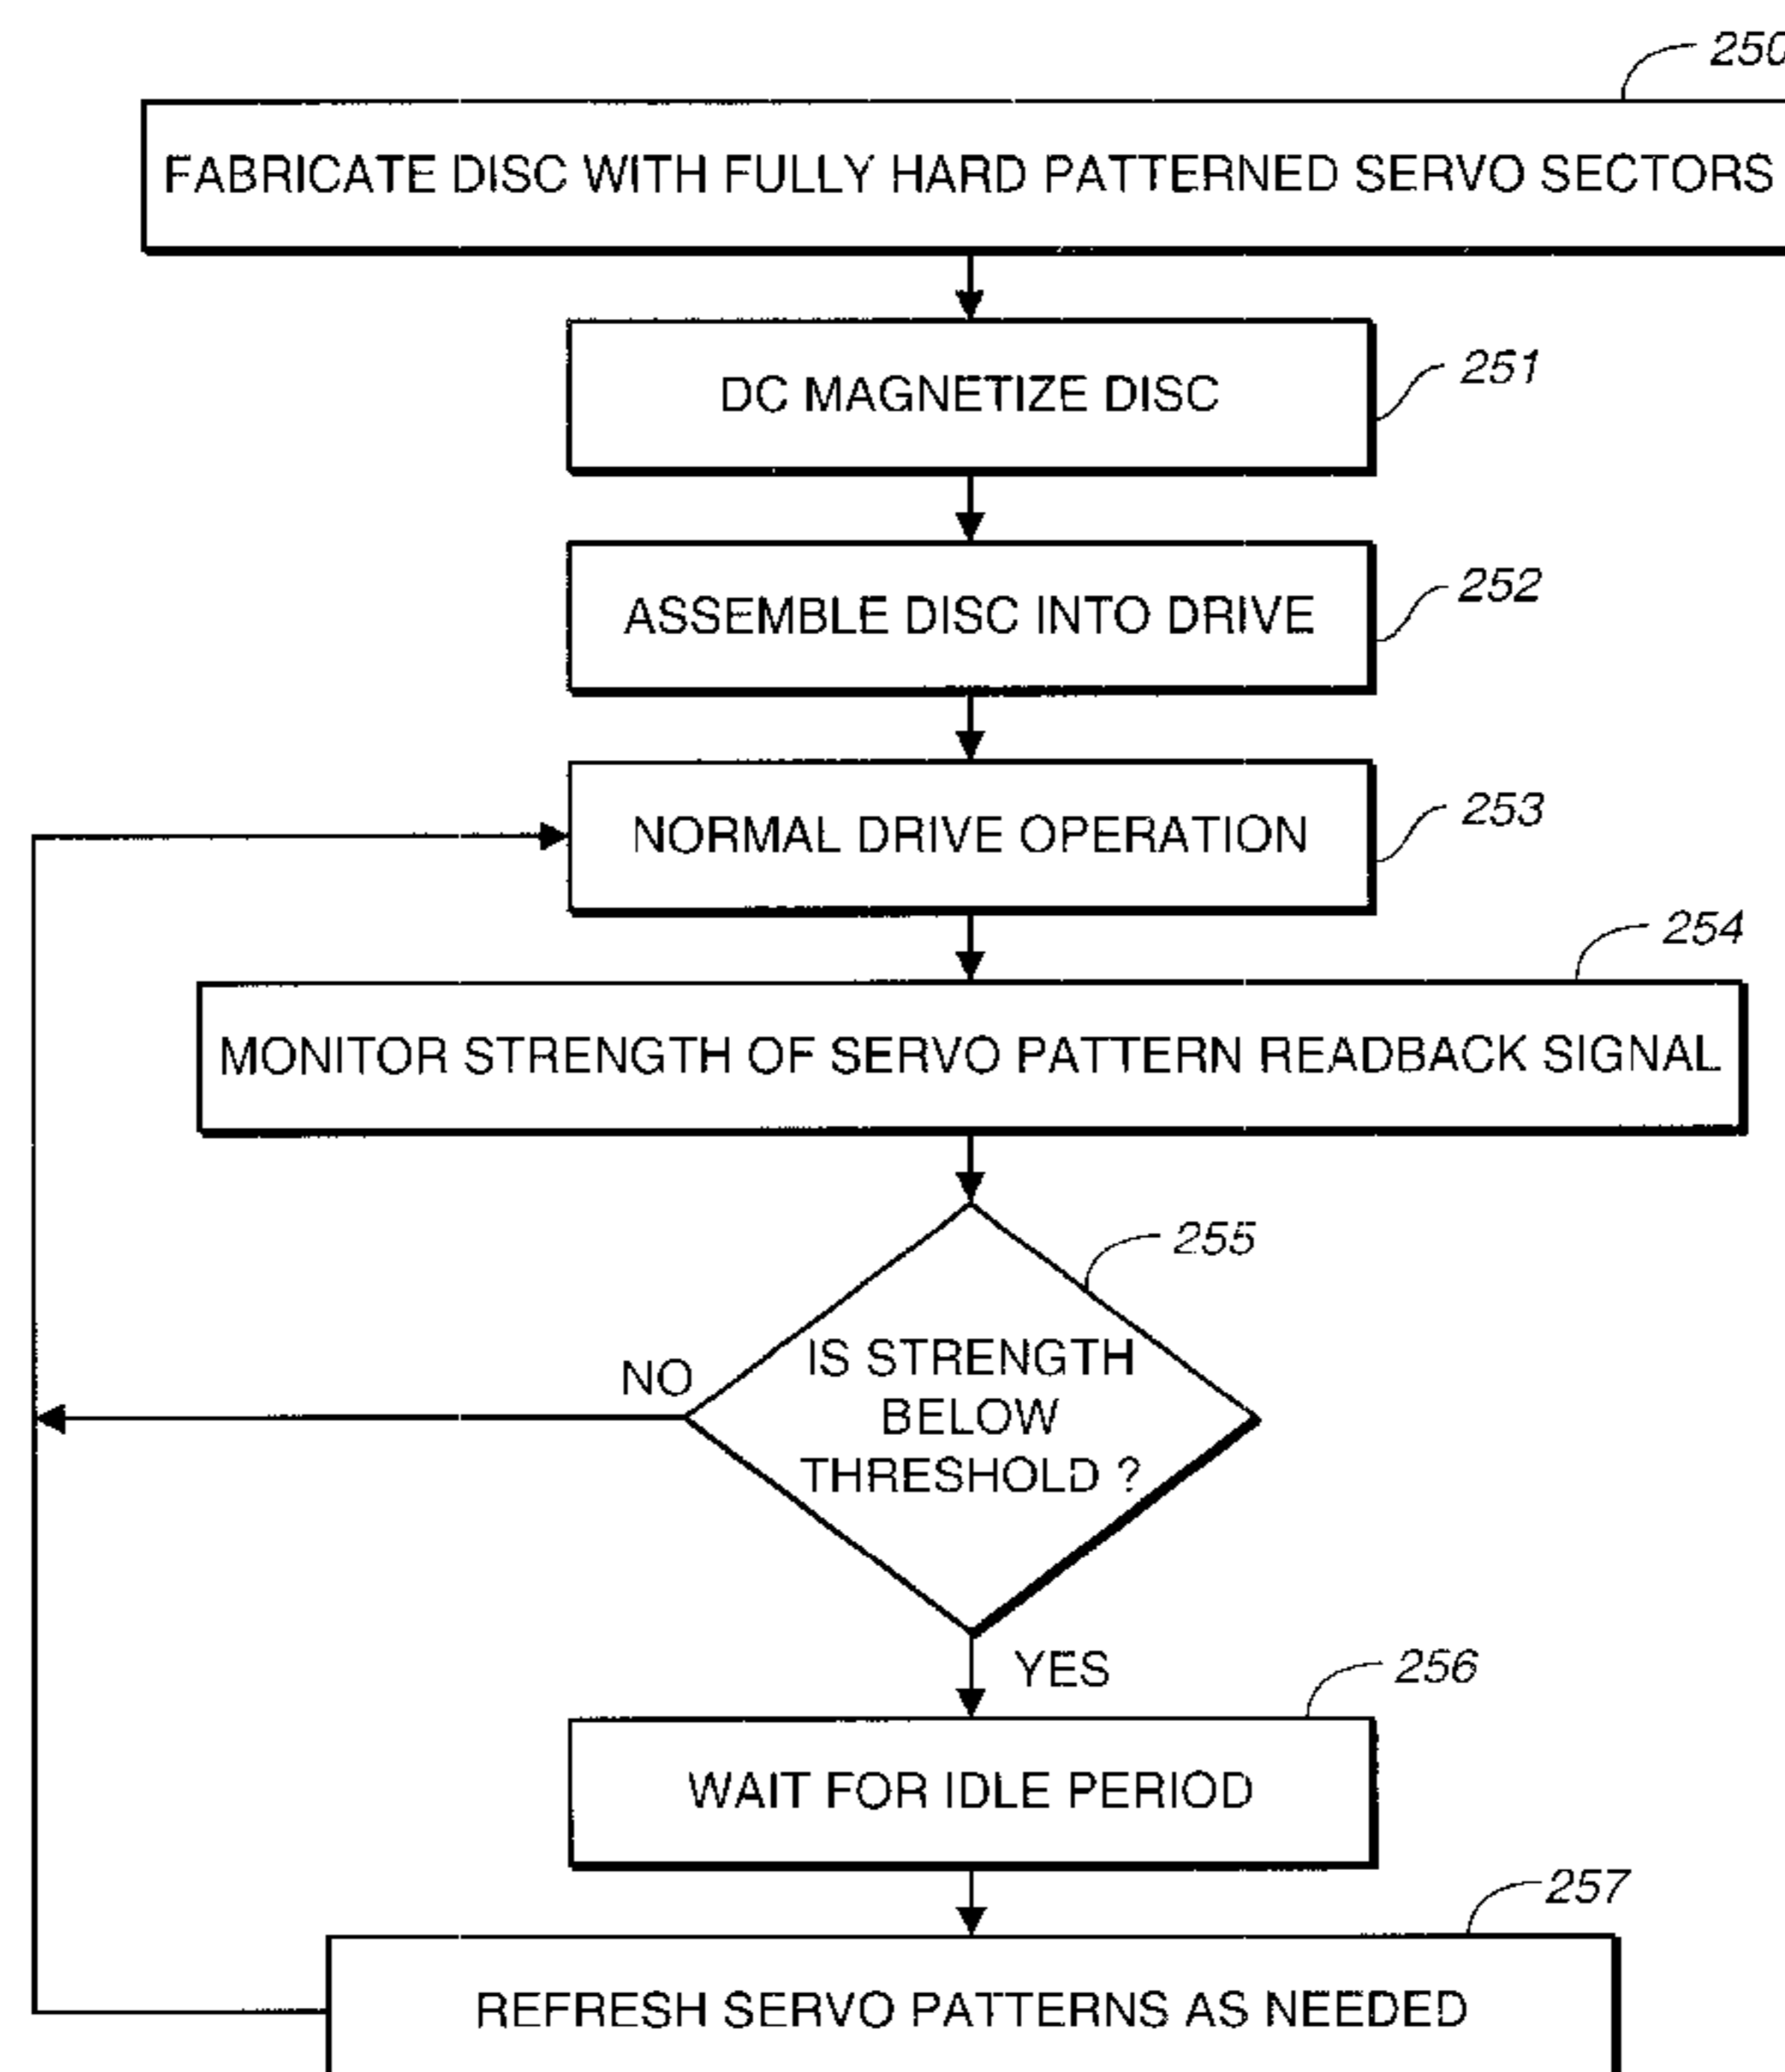 250
FABRICATE DISC WITH FULLY HARD PATTERNED SERVO SECTORS
DC MAGNETIZE DISC
251
ASSEMBLE DISC INTO DRIVE
252
NORMAL DRIVE OPERATION
253
254
MONITOR STRENGTH OF SERVO PATTERN READBACK SIGNAL
255
IS STRENGTH
BELOW
THRESHOLD ?
NO
YES
256
WAIT FOR IDLE PERIOD
257
REFRESH SERVO PATTERNS AS NEEDED